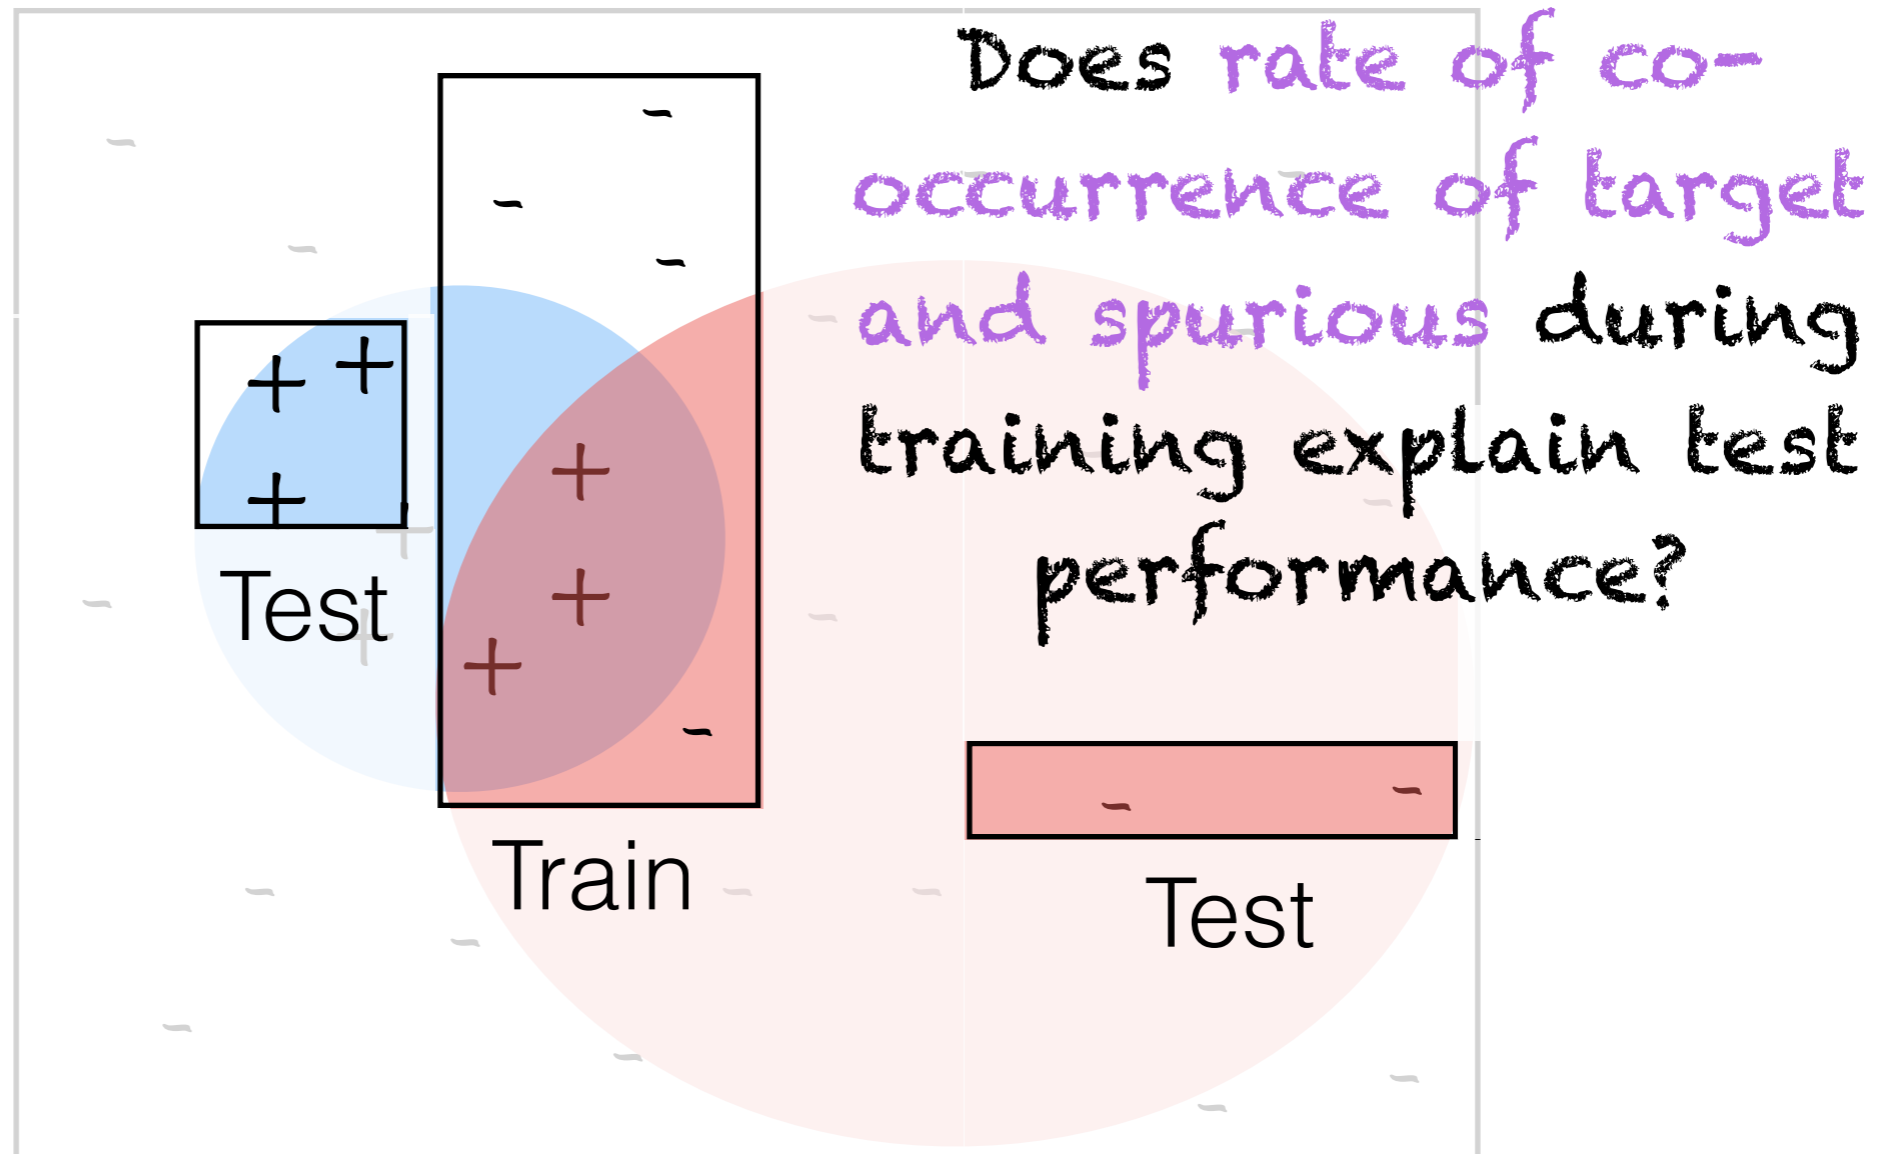 Does rate of co-
occurrence of target
and spurious during
training explain test
performance?
Test
Train
Test